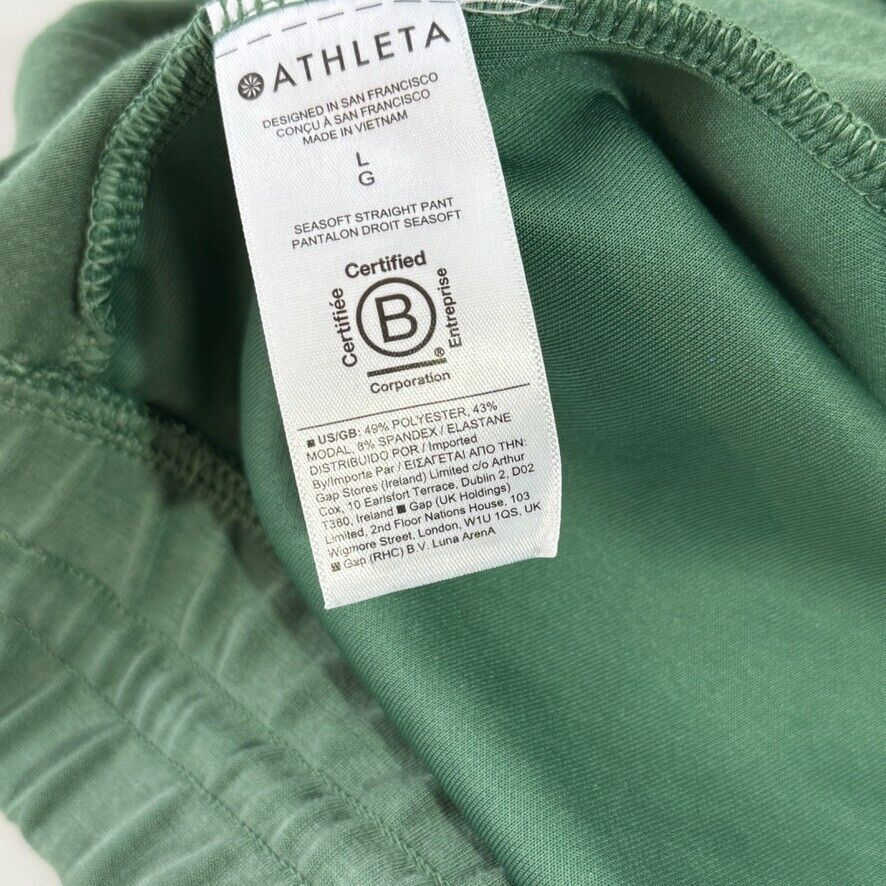 ATHLETA
DESIGNED IN SAN FRANCISCO
CONÇU À SAN FRANCISCO
MADE IN VIETNAM
L
G
SEASOFT STRAIGHT PANT
PANTALON DROIT SEASOFT
Certified
Certifiée
B
Entreprise
®
Corporation
■ US/GB: 49% POLYESTER, 43%
MODAL, 8% SPANDEX / ELASTANE
DISTRIBUIDO POR / Imported
By/Importe Par / ΕΙΣΑΓΕΤΑΙ ΑΠΟ ΤΗΝ:
Gap Stores (Ireland) Limited c/o Arthur
Cox, 10 Earlsfort Terrace, Dublin 2, D02
T380, Ireland ■ Gap (UK Holdings)
Limited, 2nd Floor Nations House, 103
Wigmore Street, London, W1U 1QS, UK
■ Gap (RHC) B.V. Luna ArenA